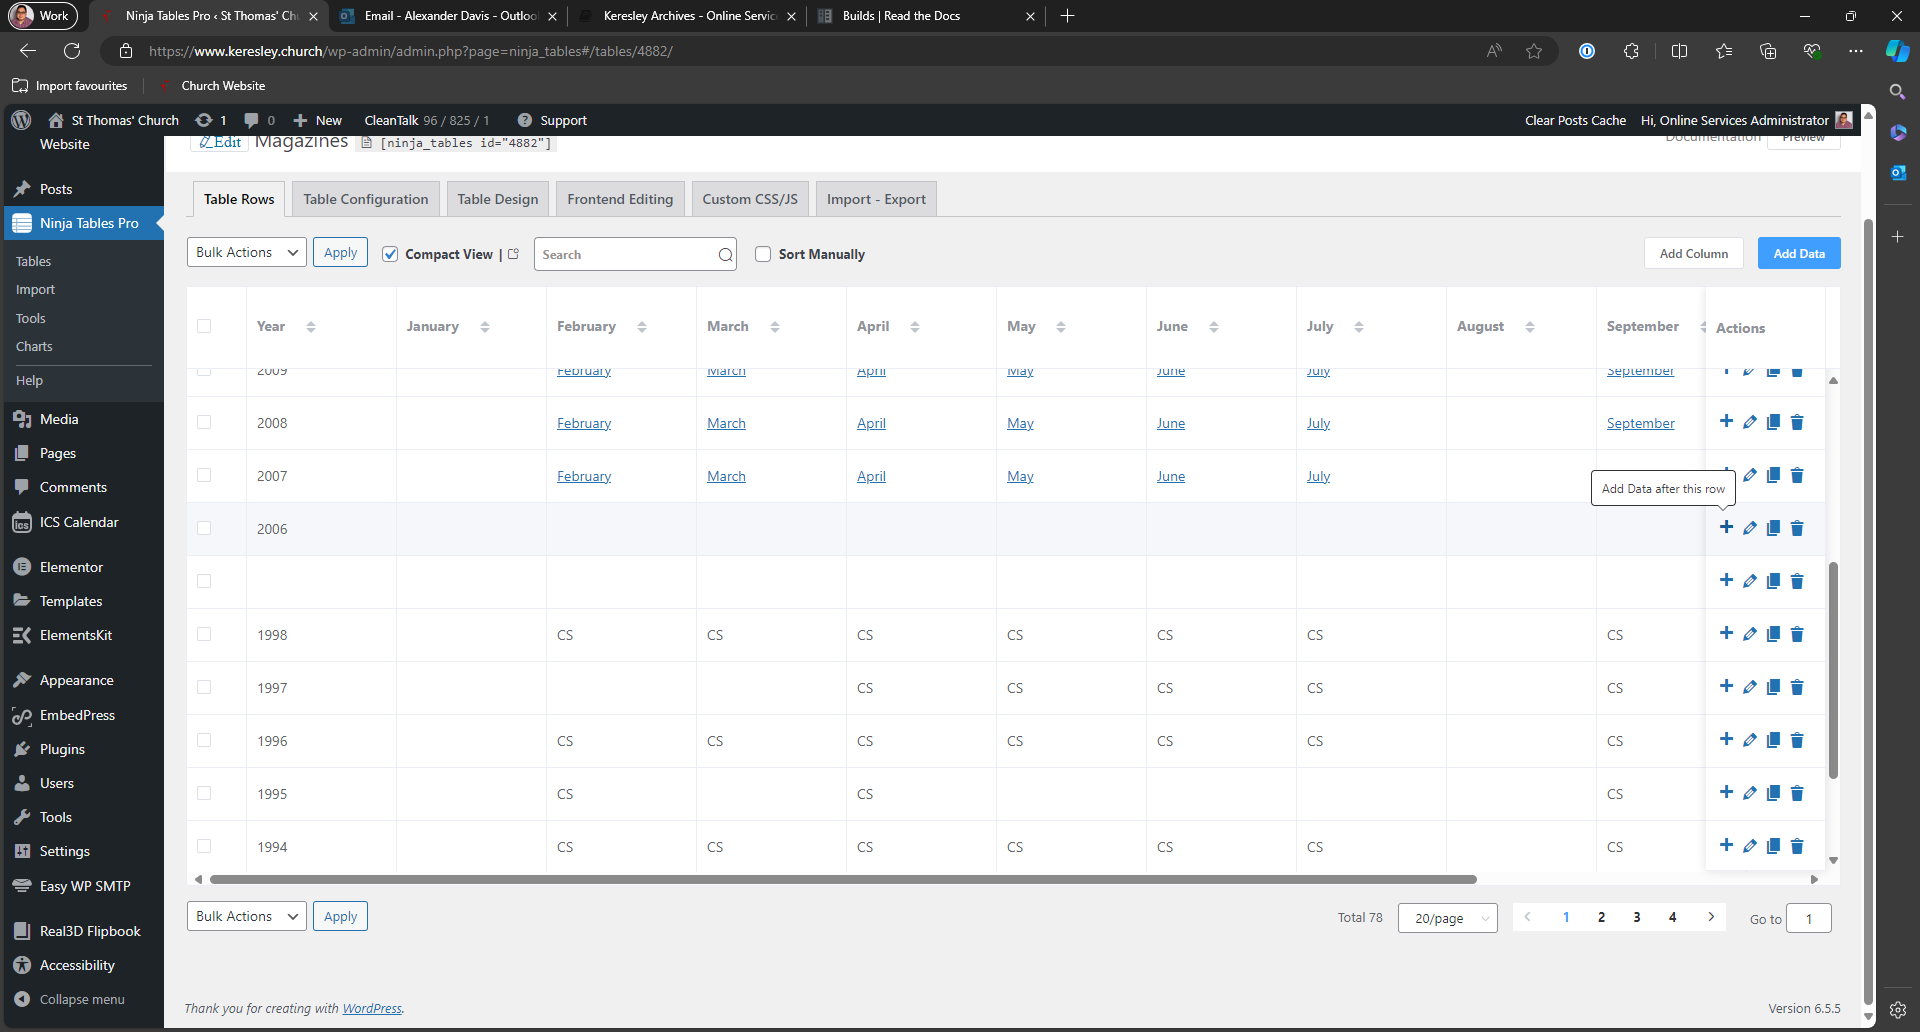 Work
Ninja Tables Pro ‹ St Thomas' Chu
Email - Alexander Davis - Outloo
Keresley Archives - Online Servic
Builds | Read the Docs
https://www.keresley.church/wp-admin/admin.php?page=ninja_tables#/tables/4882/
Import favourites
Church Website
St Thomas' Church
1
0
New
CleanTalk 96 / 825 / 1
Support
Clear Posts Cache
Hi, Online Services Administrator
Website
Posts
Ninja Tables Pro
Tables
Import
Tools
Charts
Help
Media
Pages
Comments
ICS Calendar
Elementor
Templates
ElementsKit
Appearance
EmbedPress
Plugins
Users
Tools
Settings
Easy WP SMTP
Real3D Flipbook
Accessibility
Collapse menu
Edit Magazines [ninja_tables id="4882"]
Documentation Preview
Table Rows Table Configuration Table Design Frontend Editing Custom CSS/JS Import - Export
Bulk Actions Apply Compact View | Search Sort Manually Add Column Add Data
Year January February March April May June July August September Actions
2009 February March April May June July September
2008 February March April May June July September
2007 February March April May June July
Add Data after this row
2006
1998 CS CS CS CS CS CS CS
1997 CS CS CS CS CS
1996 CS CS CS CS CS CS CS
1995 CS CS CS
1994 CS CS CS CS CS CS CS
Bulk Actions Apply Total 78 20/page 1 2 3 4 Go to 1
Thank you for creating with WordPress.
Version 6.5.5